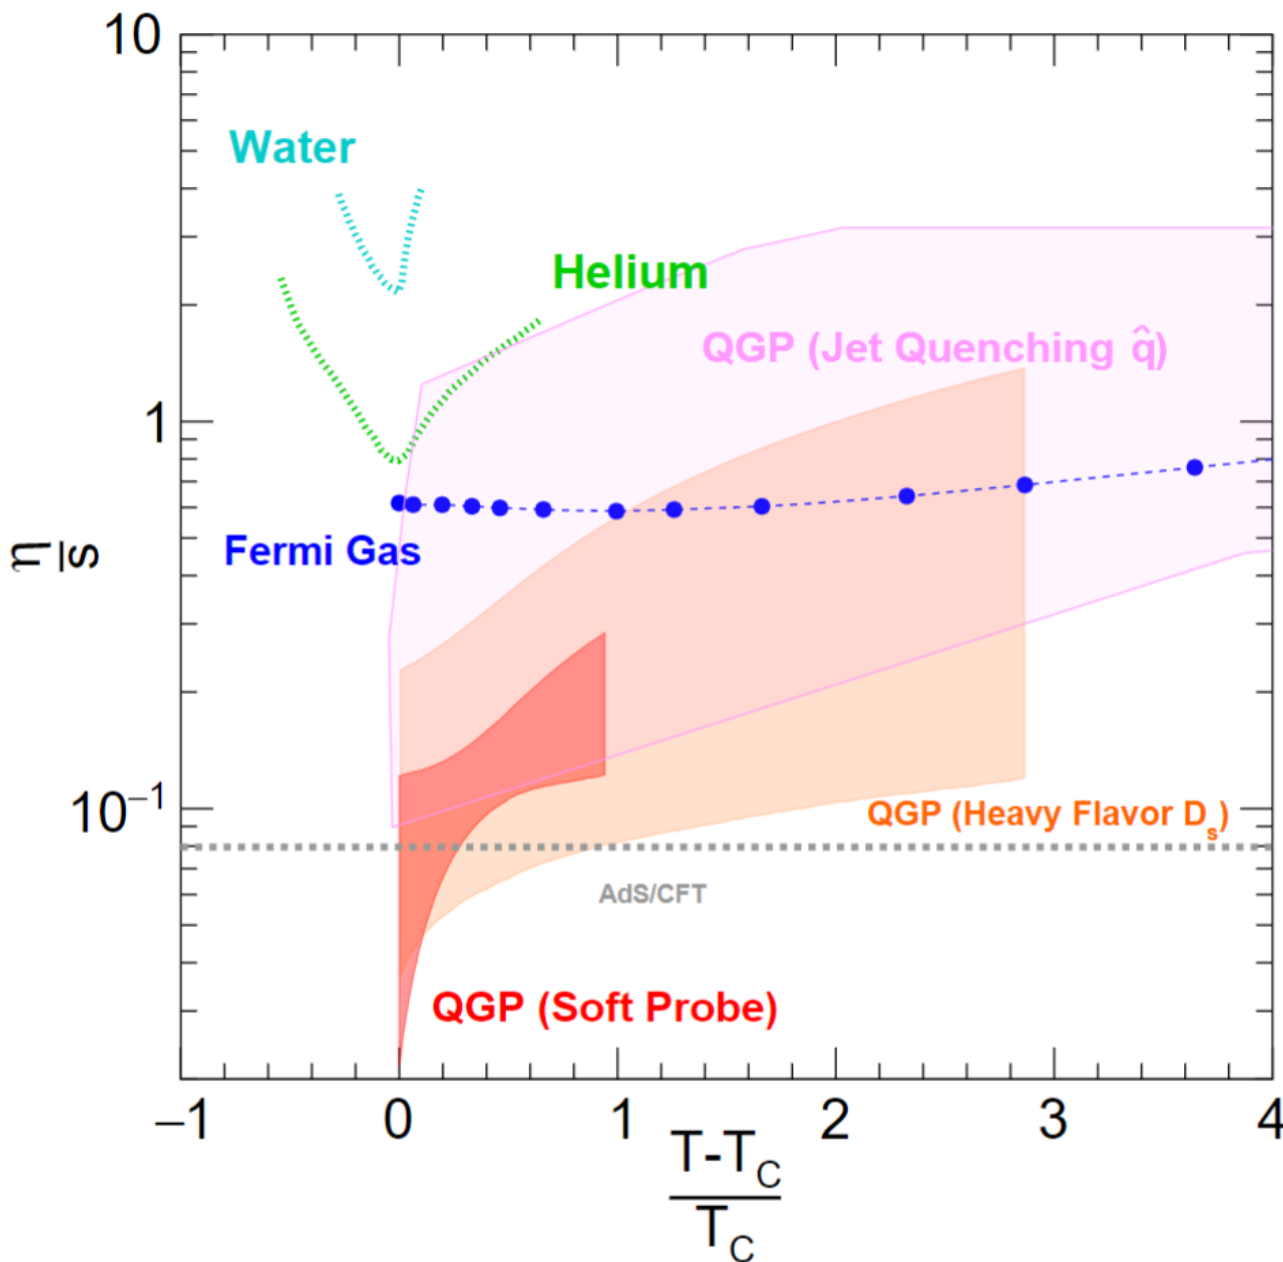 10
Water
Helium
QGP (Jet Quenching q̂)
1
Fermi Gas
η
s
10⁻¹
QGP (Heavy Flavor Dₛ)
AdS/CFT
QGP (Soft Probe)
–1 0 1 2 3 4
T-T_C
T_C